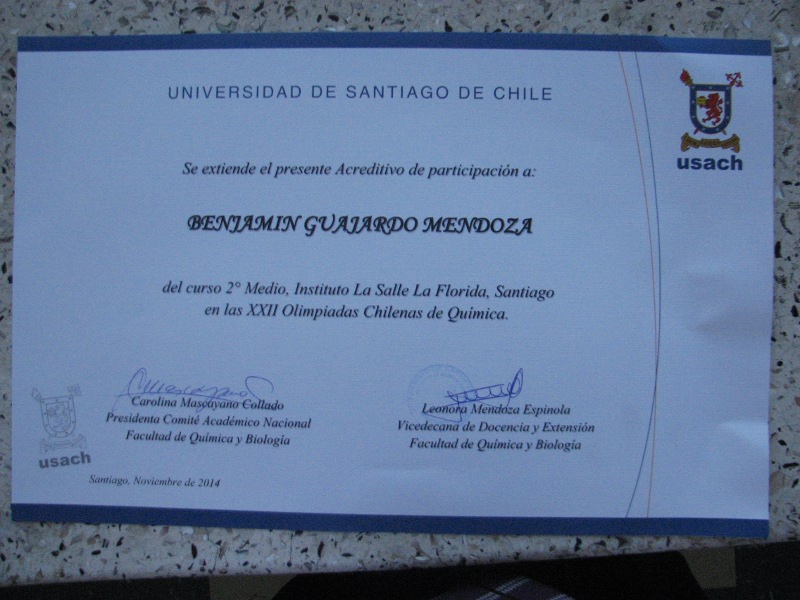 UNIVERSIDAD DE SANTIAGO DE CHILE
usach
Se extiende el presente Acreditivo de participación a:
BENJAMIN GUAJARDO MENDOZA
del curso 2° Medio, Instituto La Salle La Florida, Santiago
en las XXII Olimpiadas Chilenas de Química.
Carolina Mascayano Collado
Presidenta Comité Académico Nacional
Facultad de Química y Biología
Leonora Mendoza Espinola
Vicedecana de Docencia y Extensión
Facultad de Química y Biología
usach
Santiago, Noviembre de 2014